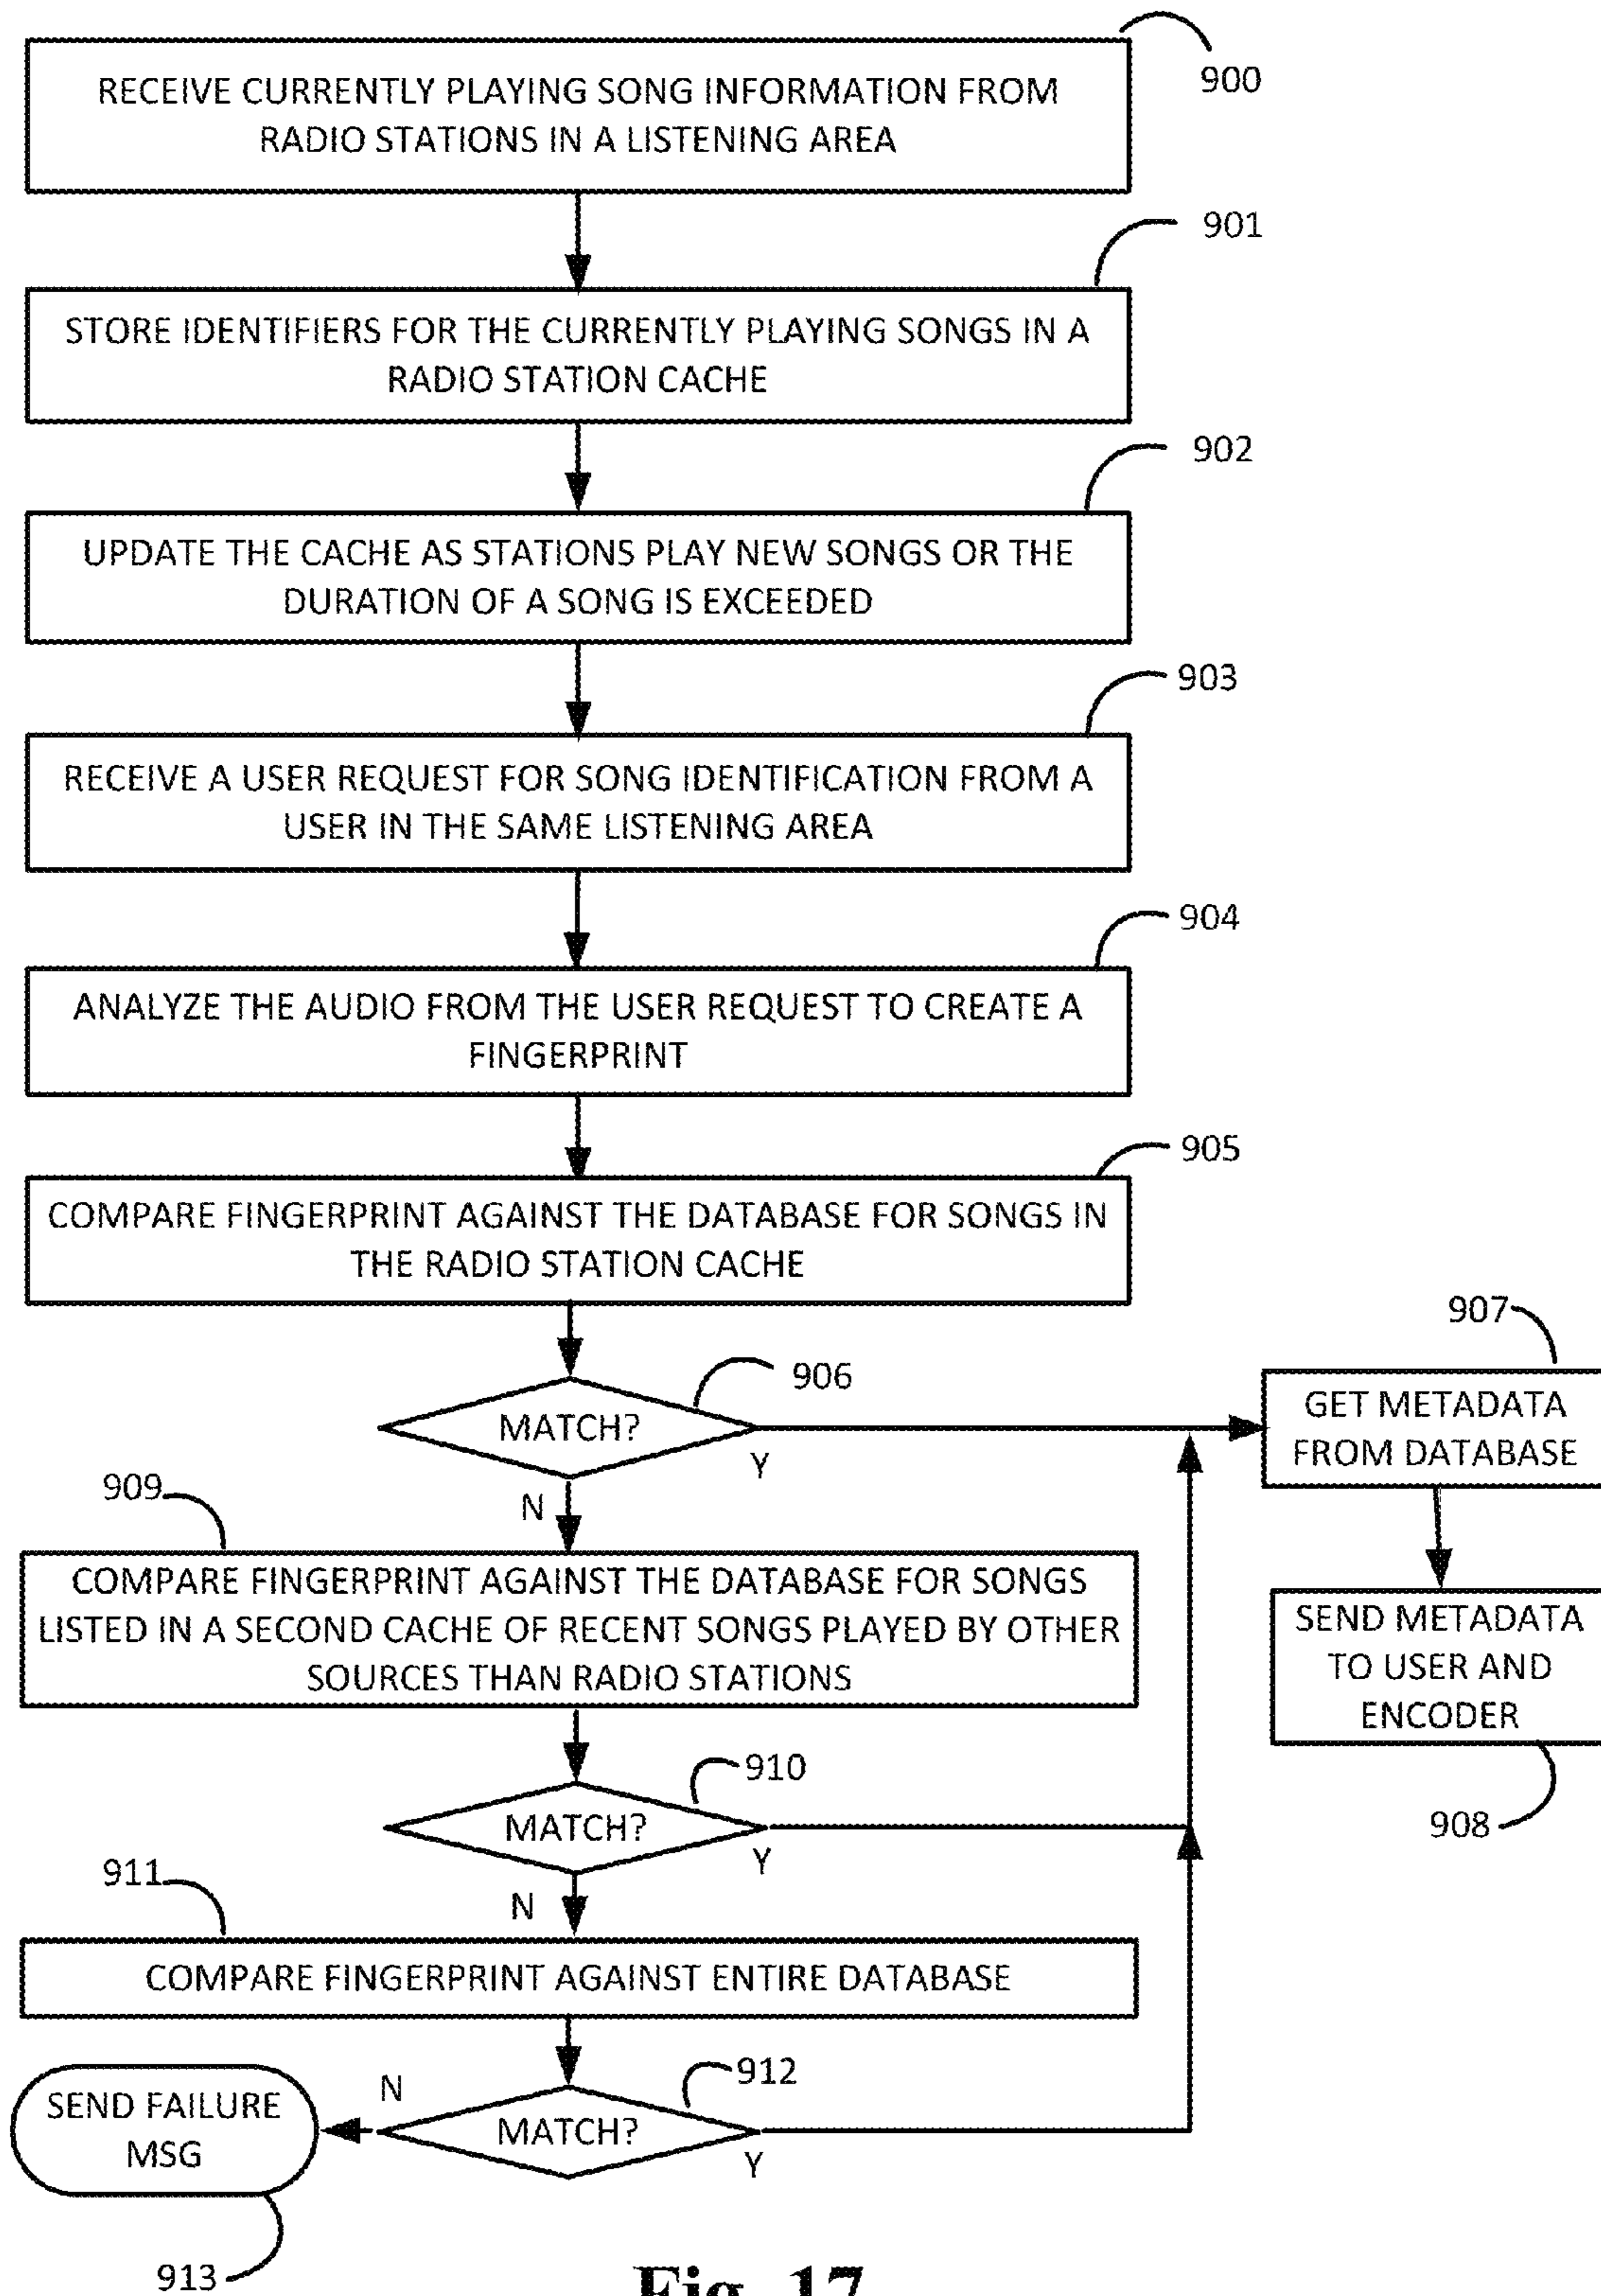 900
RECEIVE CURRENTLY PLAYING SONG INFORMATION FROM
RADIO STATIONS IN A LISTENING AREA
901
STORE IDENTIFIERS FOR THE CURRENTLY PLAYING SONGS IN A
RADIO STATION CACHE
902
UPDATE THE CACHE AS STATIONS PLAY NEW SONGS OR THE
DURATION OF A SONG IS EXCEEDED
903
RECEIVE A USER REQUEST FOR SONG IDENTIFICATION FROM A
USER IN THE SAME LISTENING AREA
904
ANALYZE THE AUDIO FROM THE USER REQUEST TO CREATE A
FINGERPRINT
905
COMPARE FINGERPRINT AGAINST THE DATABASE FOR SONGS IN
THE RADIO STATION CACHE
906
MATCH?
Y
N
907
GET METADATA
FROM DATABASE
SEND METADATA
TO USER AND
ENCODER
908
909
COMPARE FINGERPRINT AGAINST THE DATABASE FOR SONGS
LISTED IN A SECOND CACHE OF RECENT SONGS PLAYED BY OTHER
SOURCES THAN RADIO STATIONS
910
MATCH?
Y
N
911
COMPARE FINGERPRINT AGAINST ENTIRE DATABASE
912
MATCH?
Y
N
SEND FAILURE
MSG
913
Fig. 17